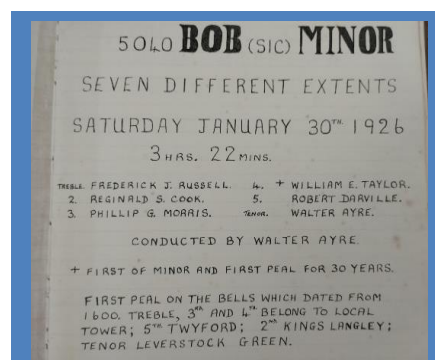 5040 BOB (SIC) MINOR
SEVEN DIFFERENT EXTENTS
SATURDAY JANUARY 30TH 1926
3 HRS. 22 MINS.
TREBLE. FREDERICK J. RUSSELL. 4. + WILLIAM E. TAYLOR.
2. REGINALD S. COOK. 5. ROBERT DARVILLE.
3. PHILLIP G. MORRIS. TENOR. WALTER AYRE.
CONDUCTED BY WALTER AYRE
+ FIRST OF MINOR AND FIRST PEAL FOR 30 YEARS.
FIRST PEAL ON THE BELLS WHICH DATED FROM
1600. TREBLE, 3RD AND 4TH BELONG TO LOCAL
TOWER; 5TH TWYFORD; 2ND KINGS LANGLEY;
TENOR LEVERSTOCK GREEN.